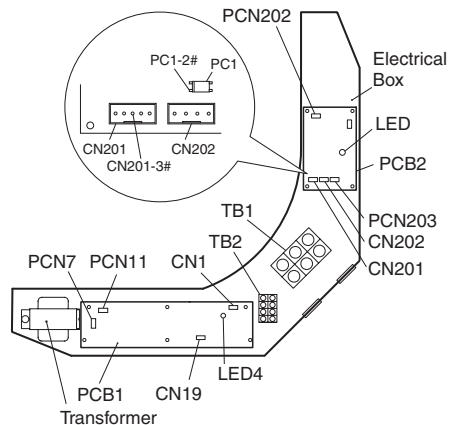 PCN202
PC1-2#
PC1
Electrical
Box
CN201
CN202
CN201-3#
LED
PCB2
TB1
PCN203
TB2
CN202
CN201
PCN7
PCN11
CN1
PCB1
CN19
LED4
Transformer